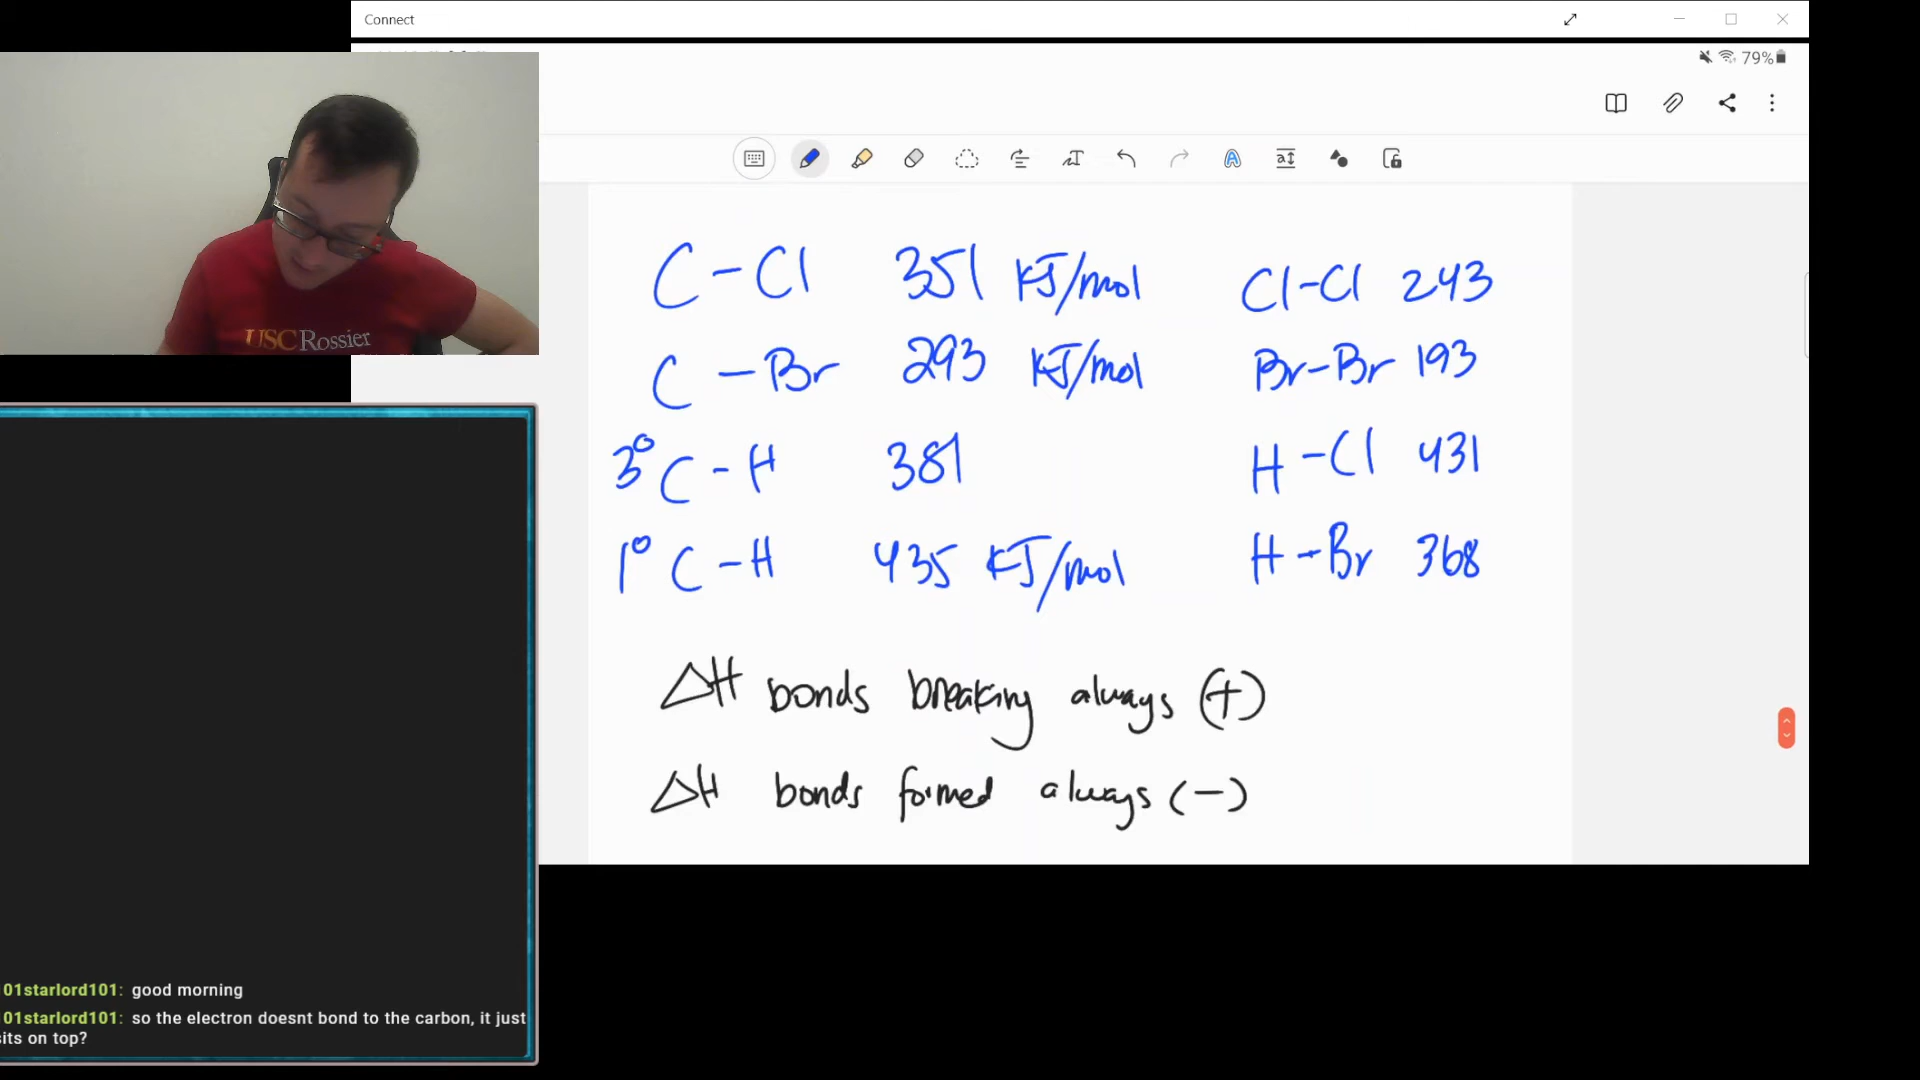 Connect
79%
USC Rossier
C - Cl 351 KJ/mol
Cl-Cl 243
C - Br 293 KJ/mol
Br-Br 193
3° C - H 381
H - Cl 431
1° C - H 435 KJ/mol
H - Br 368
ΔH bonds breaking always (+)
ΔH bonds formed always (-)
01starlord101: good morning
01starlord101: so the electron doesnt bond to the carbon, it just
sits on top?